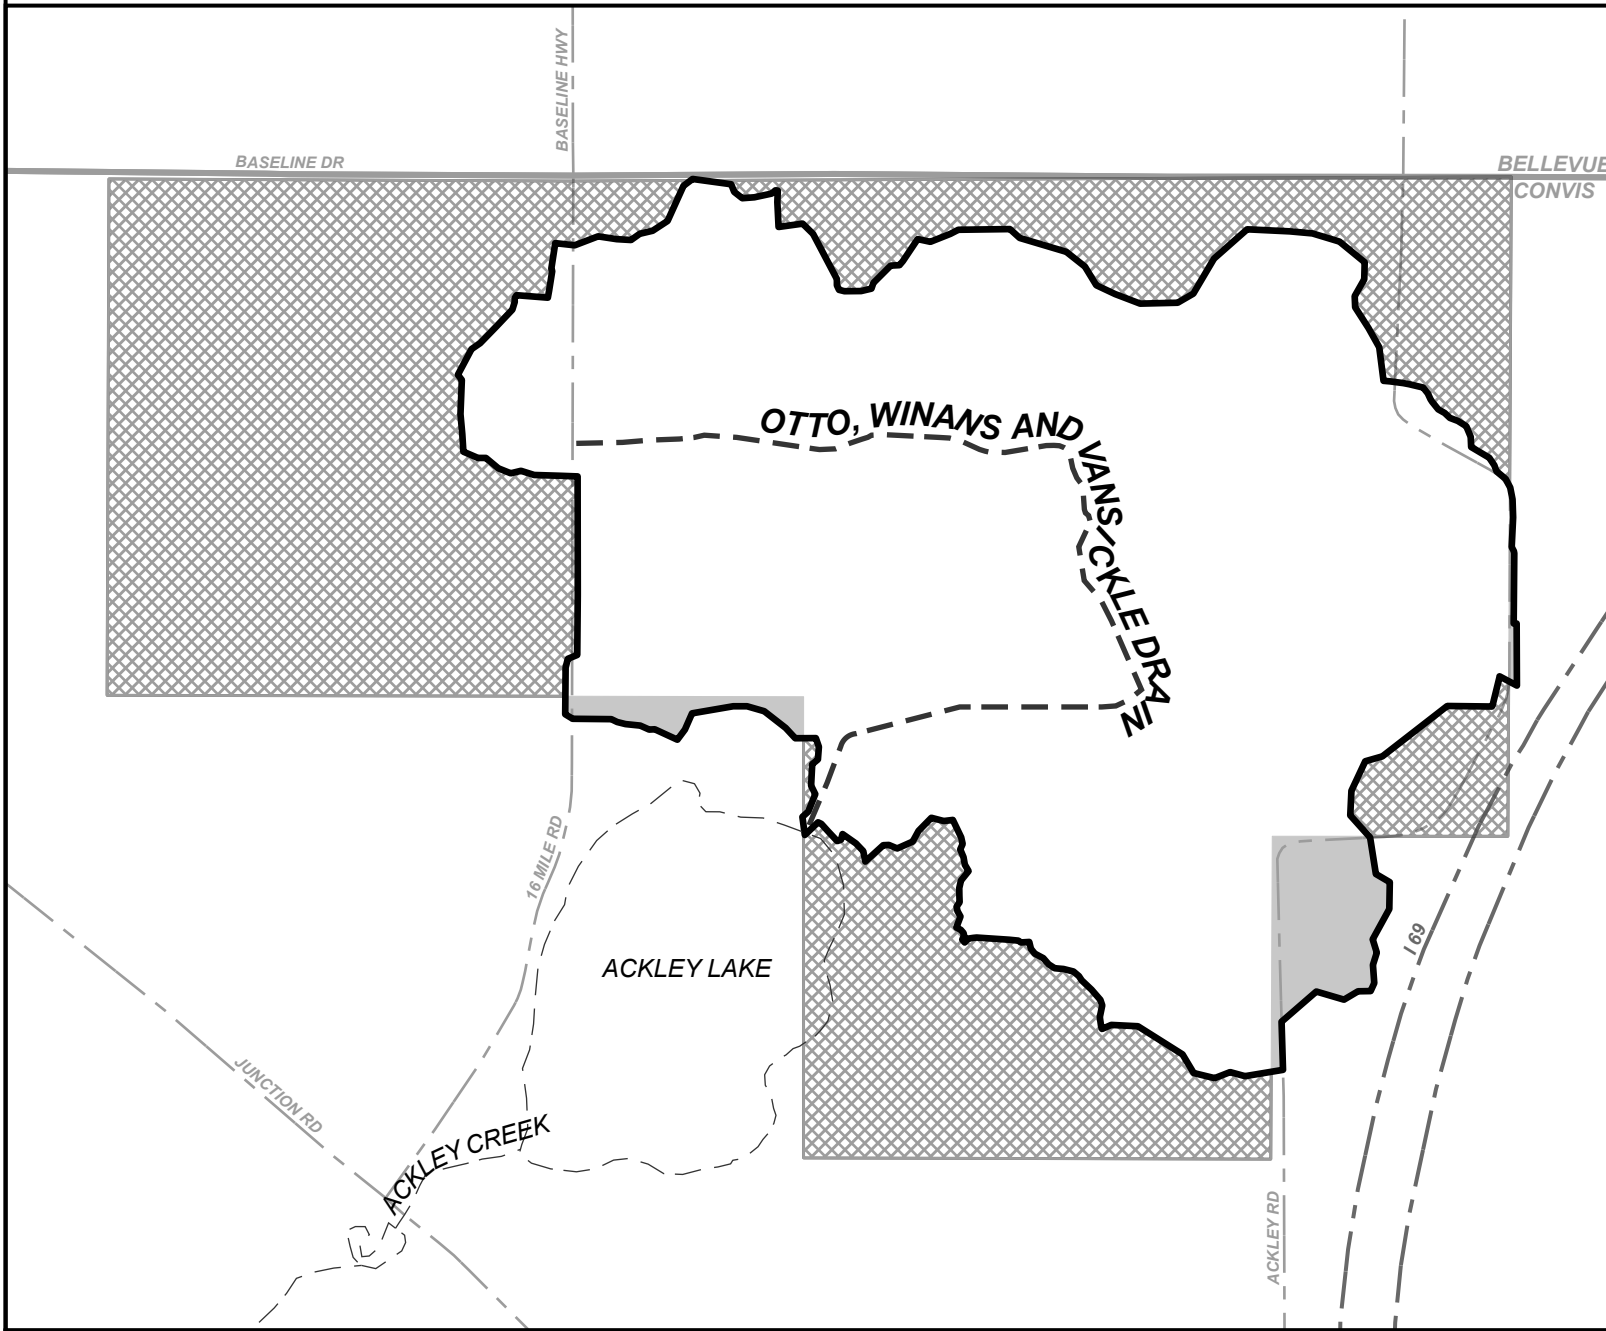 BASELINE HWY
BASELINE DR
BELLEVUE
CONVIS
OTTO, WINANS AND VANSICKLE DRAIN
16 MILE RD
I 69
ACKLEY LAKE
JUNCTION RD
ACKLEY CREEK
ACKLEY RD